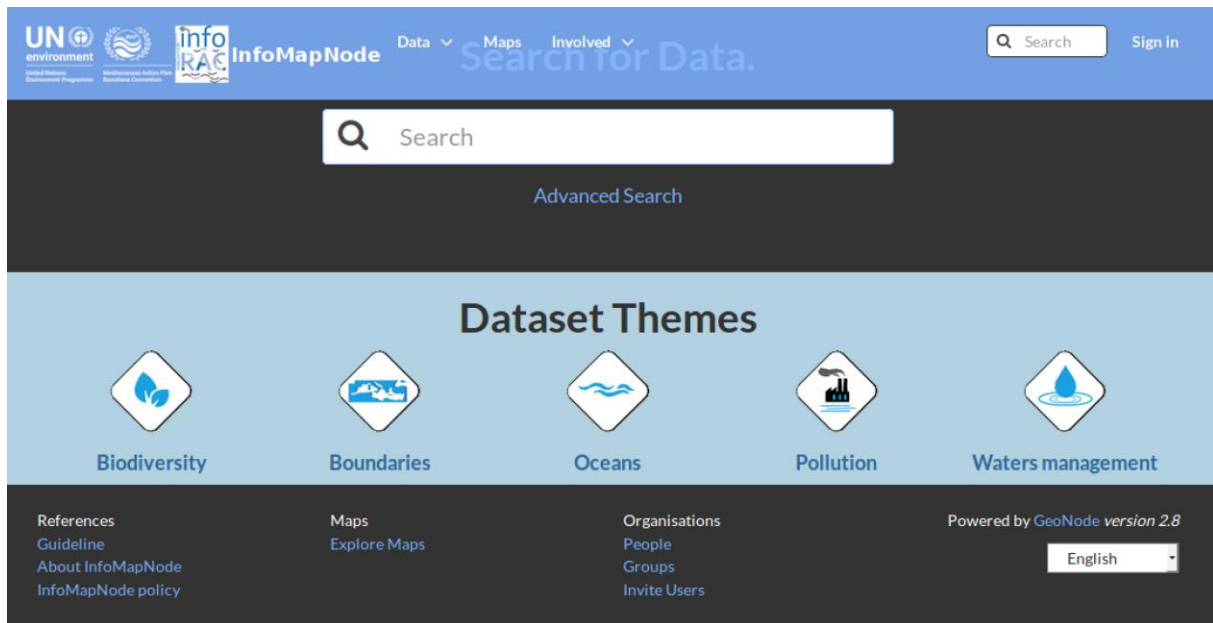 UN environment
United Nations
Environment Programme
Mediterranean Action Plan
Barcelona Convention
info
RAC
InfoMapNode
Data
Maps
Involved
Search
Sign in
Search for Data.
Search
Advanced Search
Dataset Themes
Biodiversity
Boundaries
Oceans
Pollution
Waters management
References
Guideline
About InfoMapNode
InfoMapNode policy
Maps
Explore Maps
Organisations
People
Groups
Invite Users
Powered by GeoNode version 2.8
English